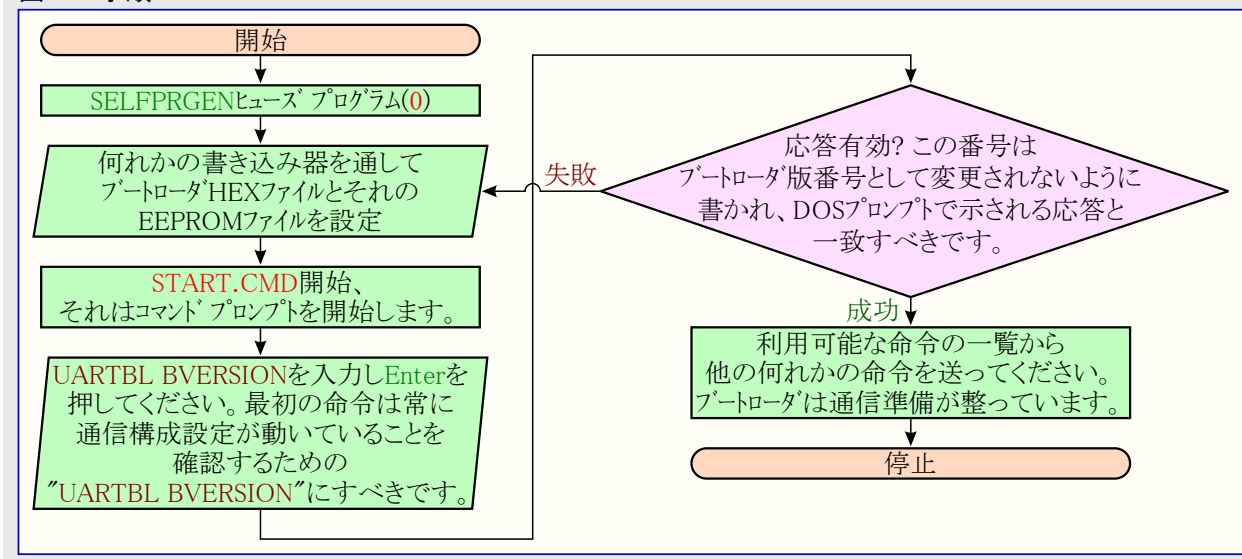 開始
SELFPRGENヒューズ プログラム(0)
何れかの書き込み器を通して
ブートローダHEXファイルとそれの
EEPROMファイルを設定
START.CMD開始、
それはコマンド プロンプトを開始します。
UARTBL BVERSIONを入力しEnterを
押してください。最初の命令は常に
通信構成設定が動いていることを
確認するための
"UARTBL BVERSION"にすべきです。
応答有効? この番号は
ブートローダ版番号として変更されないように
書かれ、DOSプロンプトで示される応答と
一致すべきです。
失敗
成功
利用可能な命令の一覧から
他の何れかの命令を送ってください。
ブートローダは通信準備が整っています。
停止